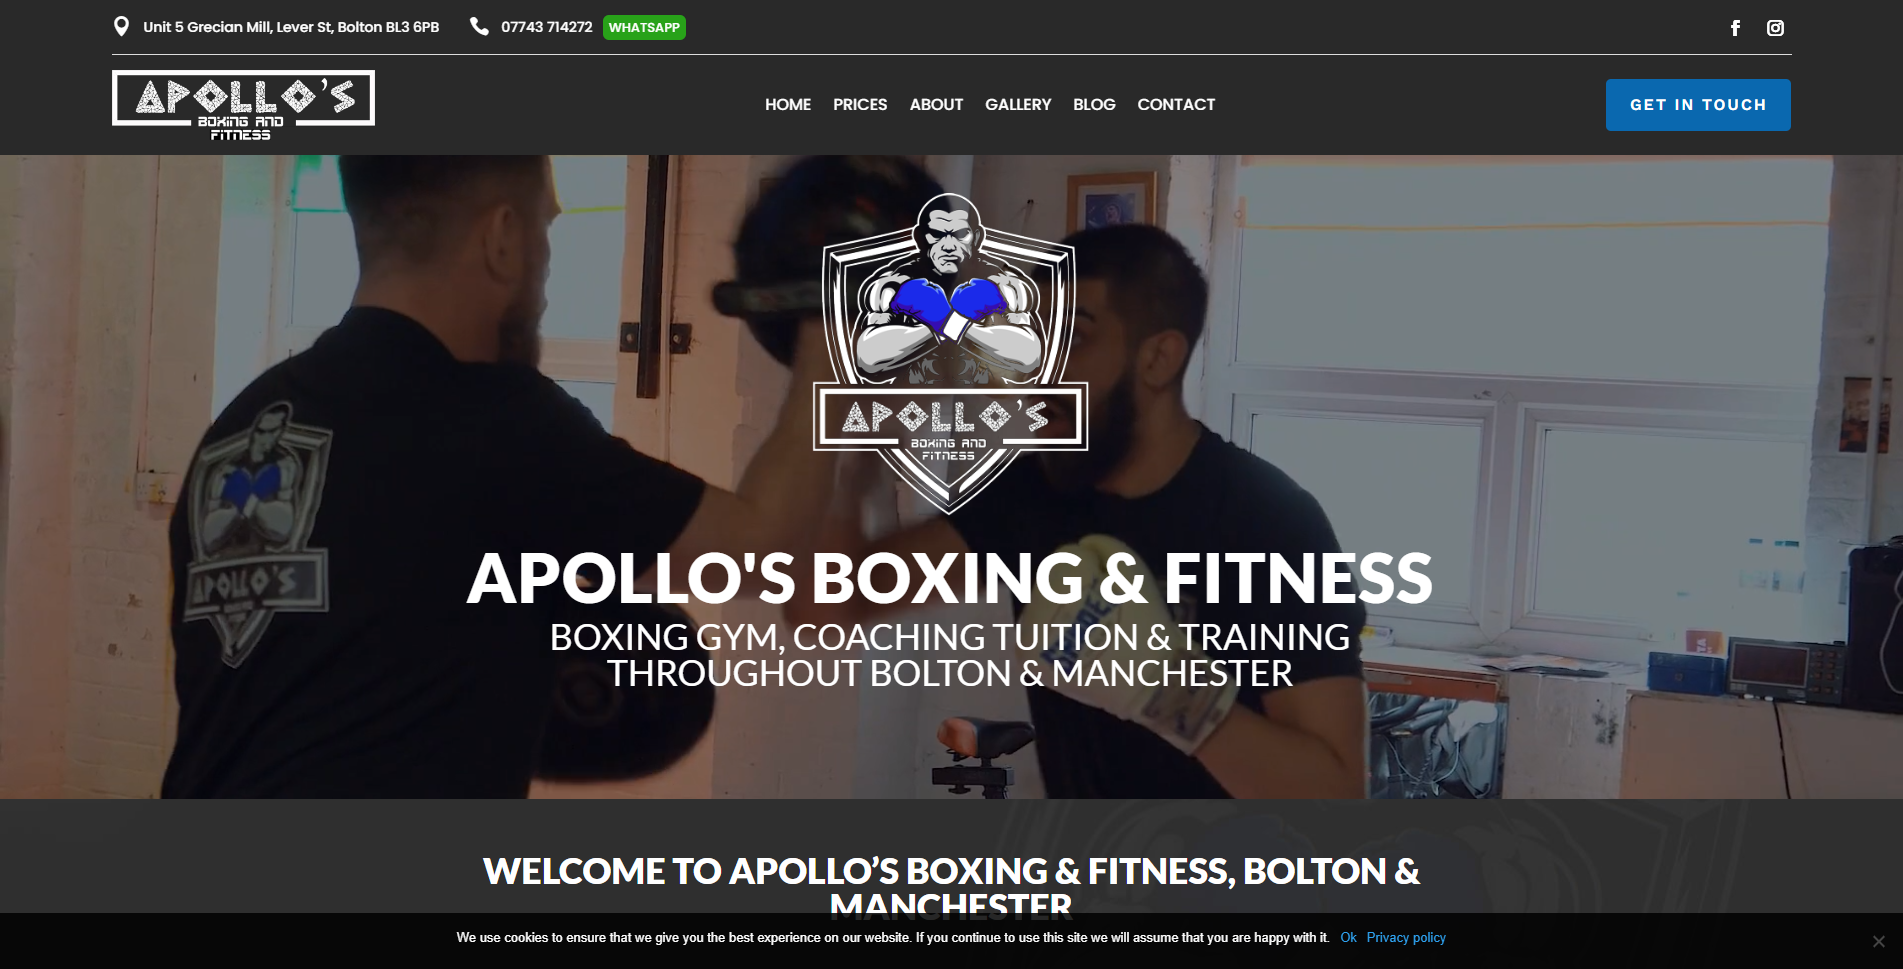 Unit 5 Grecian Mill, Lever St, Bolton BL3 6PB
07743 714272
WHATSAPP
APOLLO'S
BOXING AND
FITNESS
HOME
PRICES
ABOUT
GALLERY
BLOG
CONTACT
GET IN TOUCH
APOLLO'S
BOXING AND
FITNESS
APOLLO'S
APOLLO'S BOXING & FITNESS
BOXING GYM, COACHING TUITION & TRAINING
THROUGHOUT BOLTON & MANCHESTER
WELCOME TO APOLLO’S BOXING & FITNESS, BOLTON &
MANCHESTER
We use cookies to ensure that we give you the best experience on our website. If you continue to use this site we will assume that you are happy with it. Ok Privacy policy